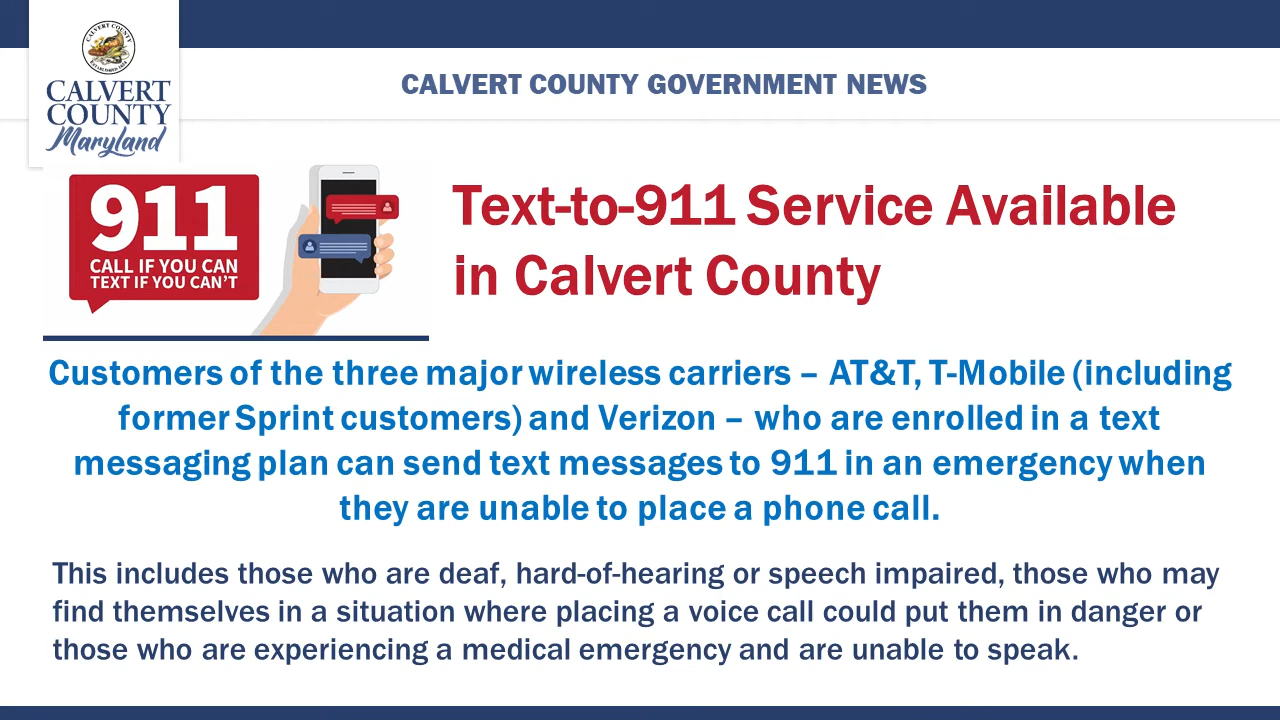 CALVERT COUNTY
ESTABLISHED 1654
CALVERT
COUNTY
Maryland
CALVERT COUNTY GOVERNMENT NEWS
911
CALL IF YOU CAN
TEXT IF YOU CAN'T
Text-to-911 Service Available
in Calvert County
Customers of the three major wireless carriers – AT&T, T-Mobile (including
former Sprint customers) and Verizon – who are enrolled in a text
messaging plan can send text messages to 911 in an emergency when
they are unable to place a phone call.
This includes those who are deaf, hard-of-hearing or speech impaired, those who may
find themselves in a situation where placing a voice call could put them in danger or
those who are experiencing a medical emergency and are unable to speak.